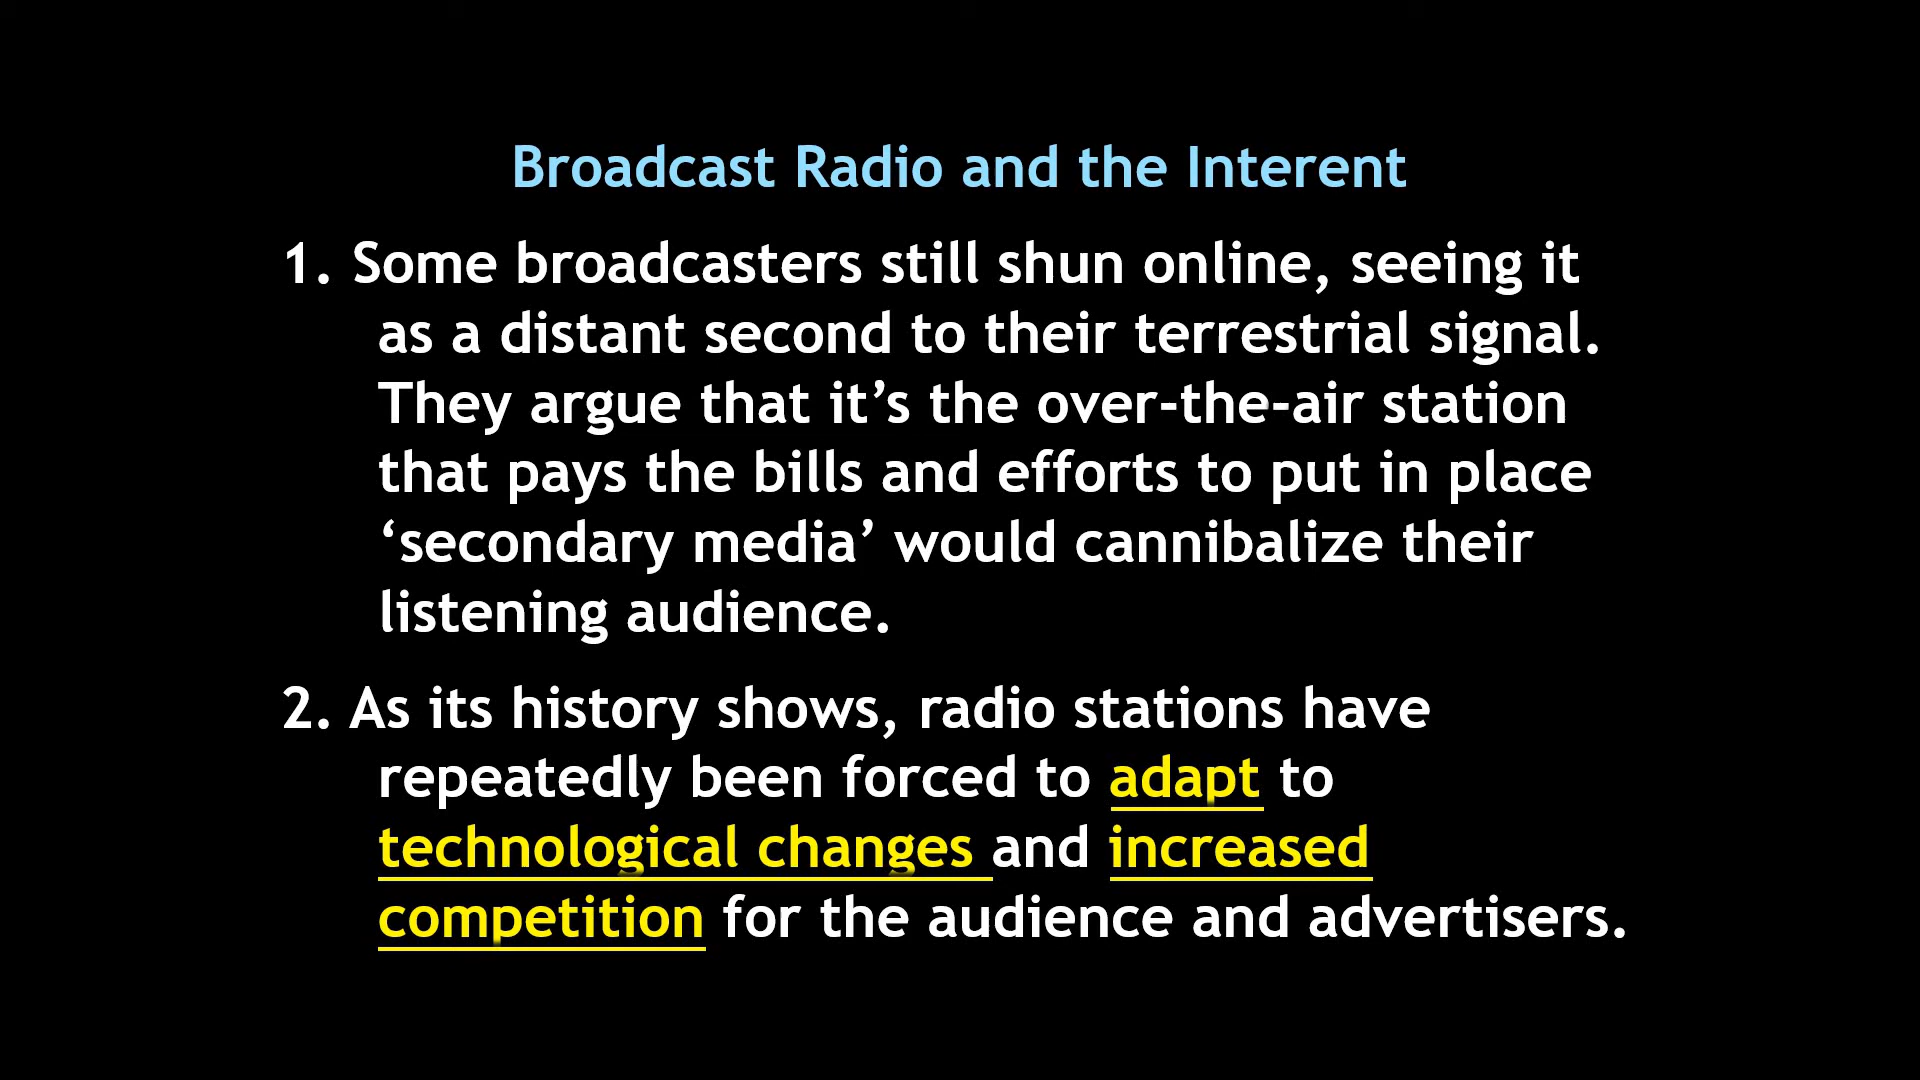 Broadcast Radio and the Interent
1. Some broadcasters still shun online, seeing it
as a distant second to their terrestrial signal.
They argue that it’s the over-the-air station
that pays the bills and efforts to put in place
‘secondary media’ would cannibalize their
listening audience.
2. As its history shows, radio stations have
repeatedly been forced to adapt to
technological changes and increased
competition for the audience and advertisers.